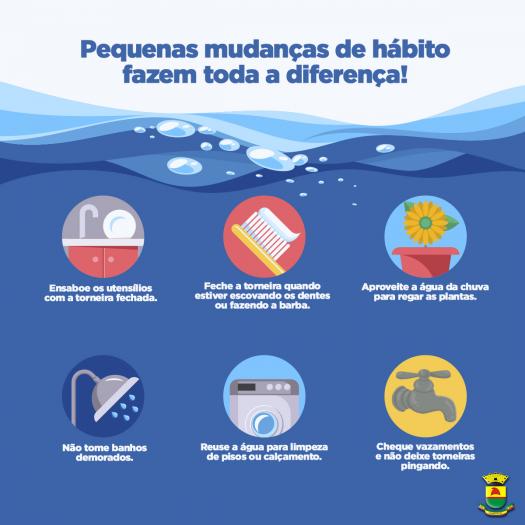 Pequenas mudanças de hábito
fazem toda a diferença!
Ensaboe os utensílios
com a torneira fechada.
Feche a torneira quando
estiver escovando os dentes
ou fazendo a barba.
Aproveite a água da chuva
para regar as plantas.
Não tome banhos
demorados.
Reuse a água para limpeza
de pisos ou calçamento.
Cheque vazamentos
e não deixe torneiras
pingando.